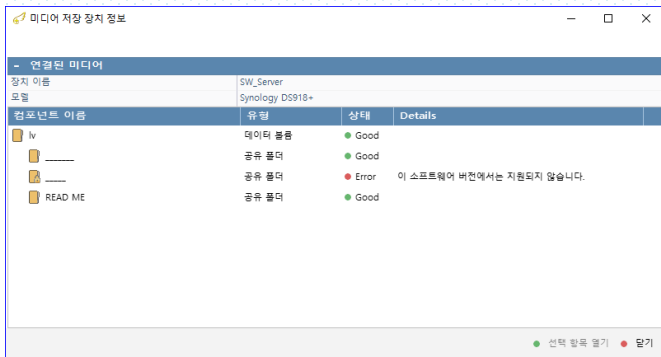 미디어 저장 장치 정보
- 연결된 미디어
장치 이름 SW_Server
모델 Synology DS918+
컴포넌트 이름 유형 상태 Details
lv 데이터 볼륨 Good
_______ 공유 폴더 Good
_____ 공유 폴더 Error 이 소프트웨어 버전에서는 지원되지 않습니다.
READ ME 공유 폴더 Good
선택 항목 열기 닫기